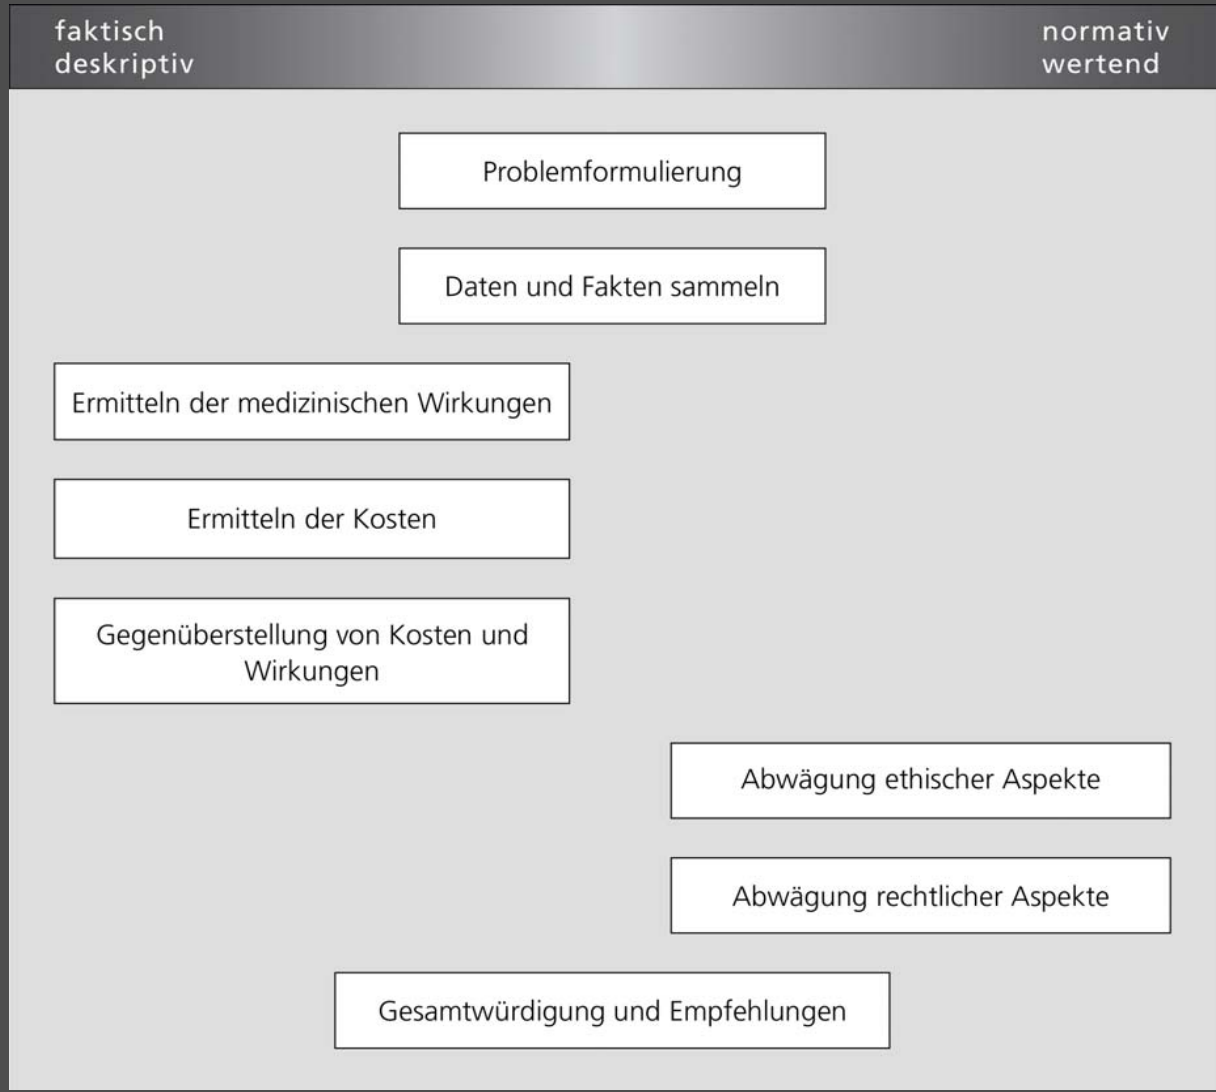 faktisch
deskriptiv
normativ
wertend
Problemformulierung
Daten und Fakten sammeln
Ermitteln der medizinischen Wirkungen
Ermitteln der Kosten
Gegenüberstellung von Kosten und
Wirkungen
Abwägung ethischer Aspekte
Abwägung rechtlicher Aspekte
Gesamtwürdigung und Empfehlungen